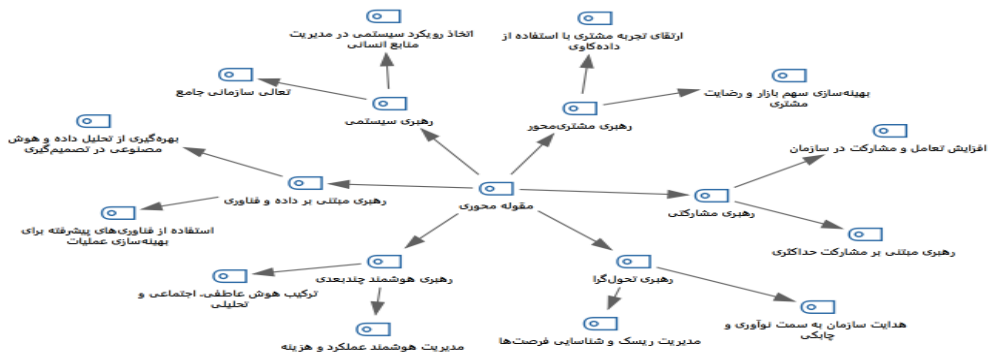 اتخاذ رویکرد سیستمی در مدیریت
منابع انسانی
ارتقای تجربه مشتری با استفاده از
داده‌کاوی
تعالی سازمانی جامع
بهینه‌سازی سهم بازار و رضایت
مشتری
رهبری سیستمی
رهبری مشتری‌محور
بهره‌گیری از تحلیل داده و هوش
مصنوعی در تصمیم‌گیری
افزایش تعامل و مشارکت در سازمان
رهبری مبتنی بر داده و فناوری
مقوله محوری
رهبری مشارکتی
استفاده از فناوری‌های پیشرفته برای
بهینه‌سازی عملیات
رهبری مبتنی بر مشارکت حداکثری
رهبری هوشمند چندبعدی
رهبری تحول‌گرا
ترکیب هوش عاطفی، اجتماعی و
تحلیلی
هدایت سازمان به سمت نوآوری و
چابکی
مدیریت هوشمند عملکرد و هزینه
مدیریت ریسک و شناسایی فرصت‌ها